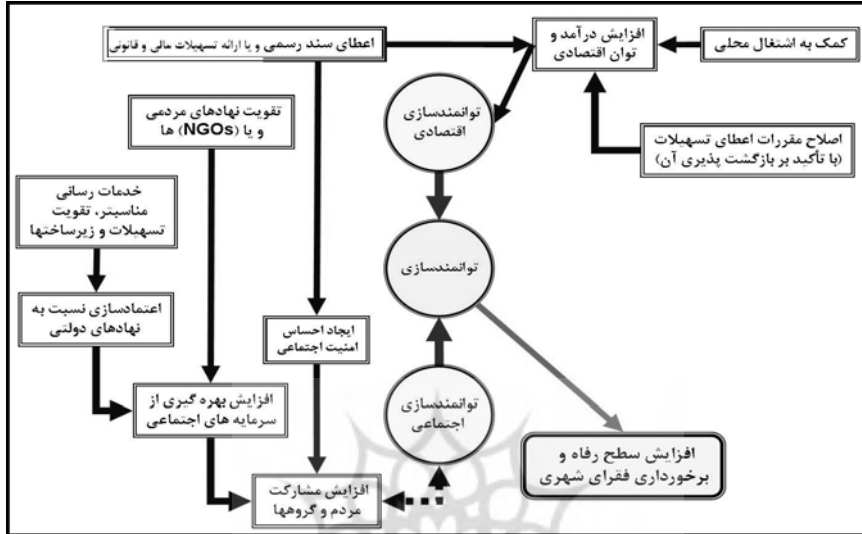 اعطای سند رسمی و یا ارائه تسهیلات مالی و قانونی
افزایش درآمد و
توان اقتصادی
کمک به اشتغال محلی
توانمندسازی
اقتصادی
تقویت نهادهای مردمی
و یا (NGOs) ها
اصلاح مقررات اعطای تسهیلات
(با تأکید بر بازگشت پذیری آن)
خدمات رسانی
مناسبتر، تقویت
تسهیلات و زیرساختها
توانمندسازی
اعتمادسازی نسبت به
نهادهای دولتی
ایجاد احساس
امنیت اجتماعی
افزایش بهره گیری از
سرمایه های اجتماعی
توانمندسازی
اجتماعی
افزایش سطح رفاه و
برخورداری فقرای شهری
افزایش مشارکت
مردم و گروهها